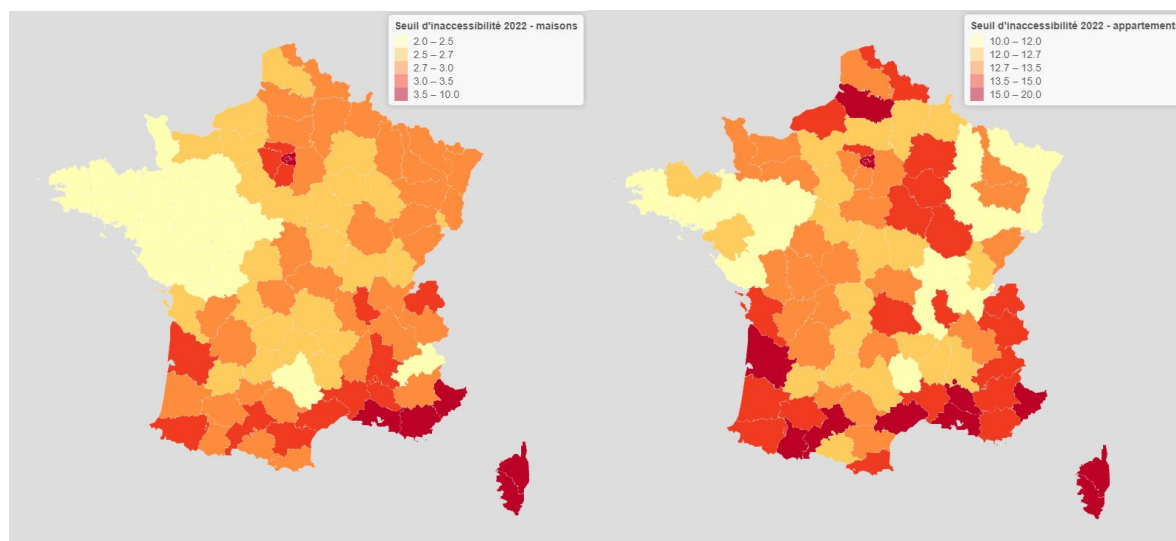 Seuil d'inaccessibilité 2022 - maisons
2.0 – 2.5
2.5 – 2.7
2.7 – 3.0
3.0 – 3.5
3.5 – 10.0
Seuil d'inaccessibilité 2022 - appartements
10.0 – 12.0
12.0 – 12.7
12.7 – 13.5
13.5 – 15.0
15.0 – 20.0